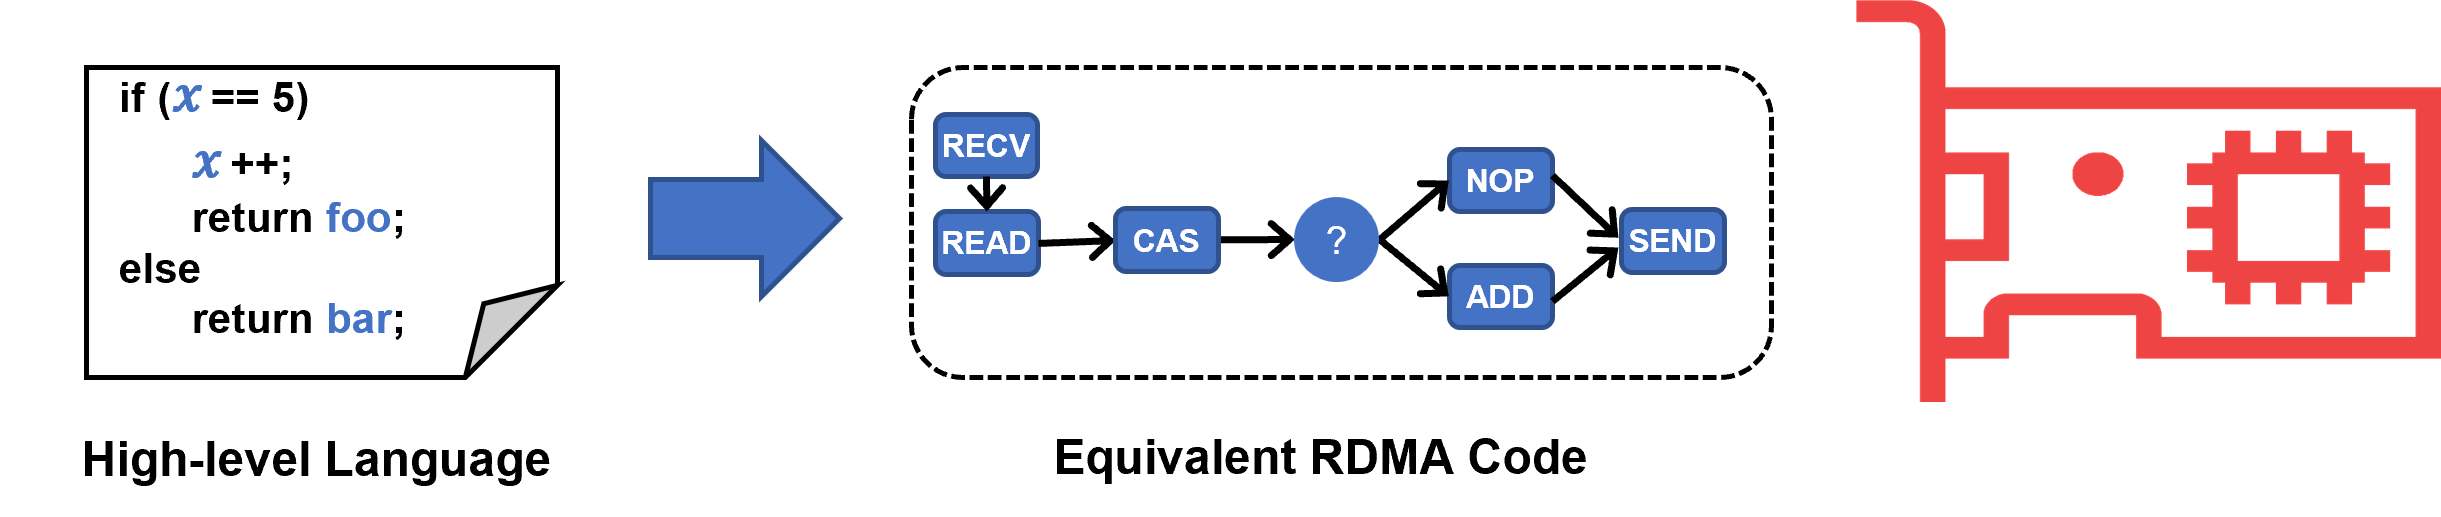 if (x == 5)
x ++;
return foo;
else
return bar;
High-level Language
RECV
READ
CAS
?
NOP
ADD
SEND
Equivalent RDMA Code